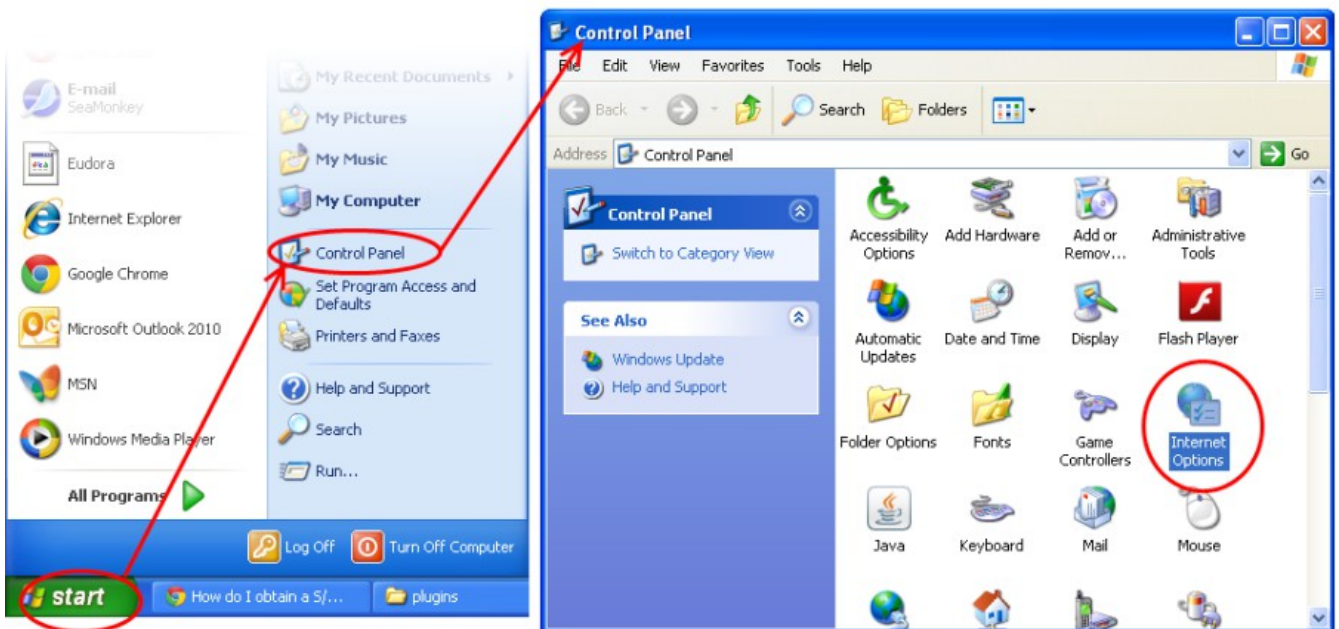 E-mail
SeaMonkey
Eudora
Internet Explorer
Google Chrome
Microsoft Outlook 2010
MSN
Windows Media Player
All Programs
My Recent Documents
My Pictures
My Music
My Computer
Control Panel
Set Program Access and
Defaults
Printers and Faxes
Help and Support
Search
Run...
Log Off
Turn Off Computer
start
How do I obtain a S/...
plugins
Control Panel
File Edit View Favorites Tools Help
Back Search Folders
Address Control Panel Go
Control Panel
Switch to Category View
See Also
Windows Update
Help and Support
Accessibility
Options
Add Hardware
Add or
Remov...
Administrative
Tools
Automatic
Updates
Date and Time
Display
Flash Player
Folder Options
Fonts
Game
Controllers
Internet
Options
Java
Keyboard
Mail
Mouse